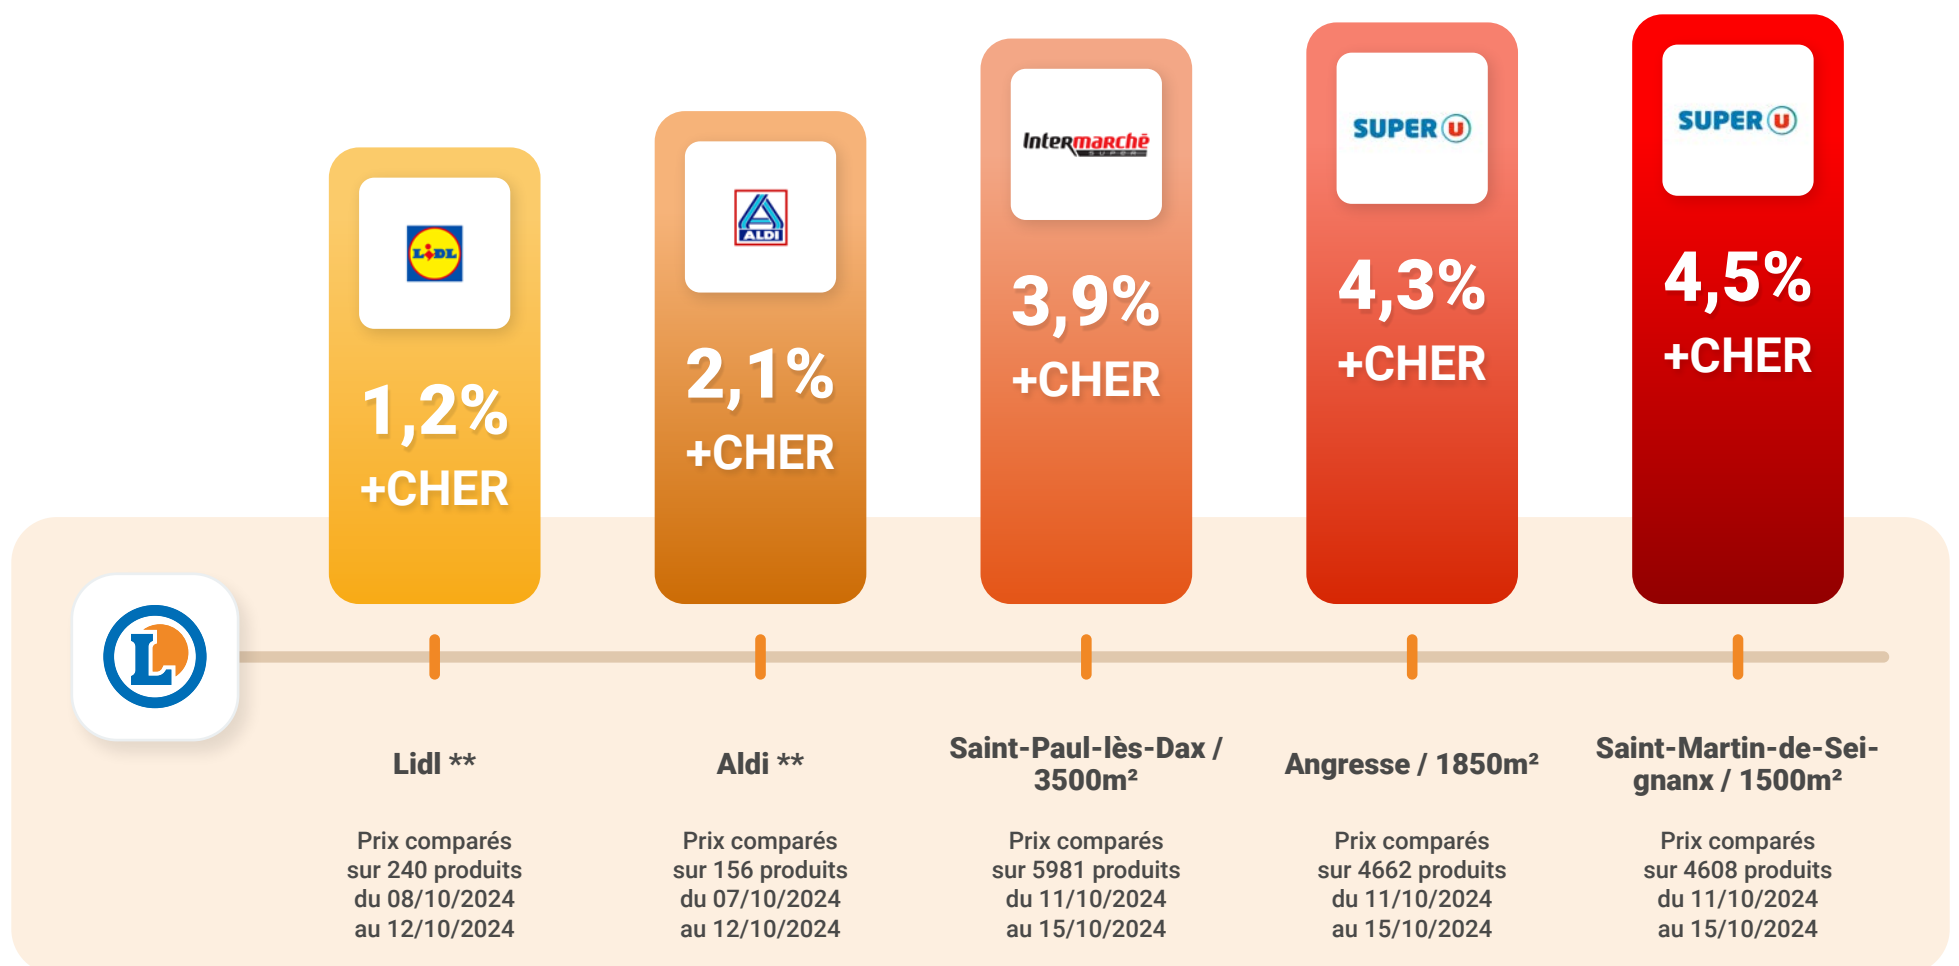 LIDL
1,2%
+CHER
ALDI
2,1%
+CHER
Intermarchē
SUPER
3,9%
+CHER
SUPER U
4,3%
+CHER
SUPER U
4,5%
+CHER
L
Lidl **
Prix comparés
sur 240 produits
du 08/10/2024
au 12/10/2024
Aldi **
Prix comparés
sur 156 produits
du 07/10/2024
au 12/10/2024
Saint-Paul-lès-Dax /
3500m²
Prix comparés
sur 5981 produits
du 11/10/2024
au 15/10/2024
Angresse / 1850m²
Prix comparés
sur 4662 produits
du 11/10/2024
au 15/10/2024
Saint-Martin-de-Sei-
gnanx / 1500m²
Prix comparés
sur 4608 produits
du 11/10/2024
au 15/10/2024